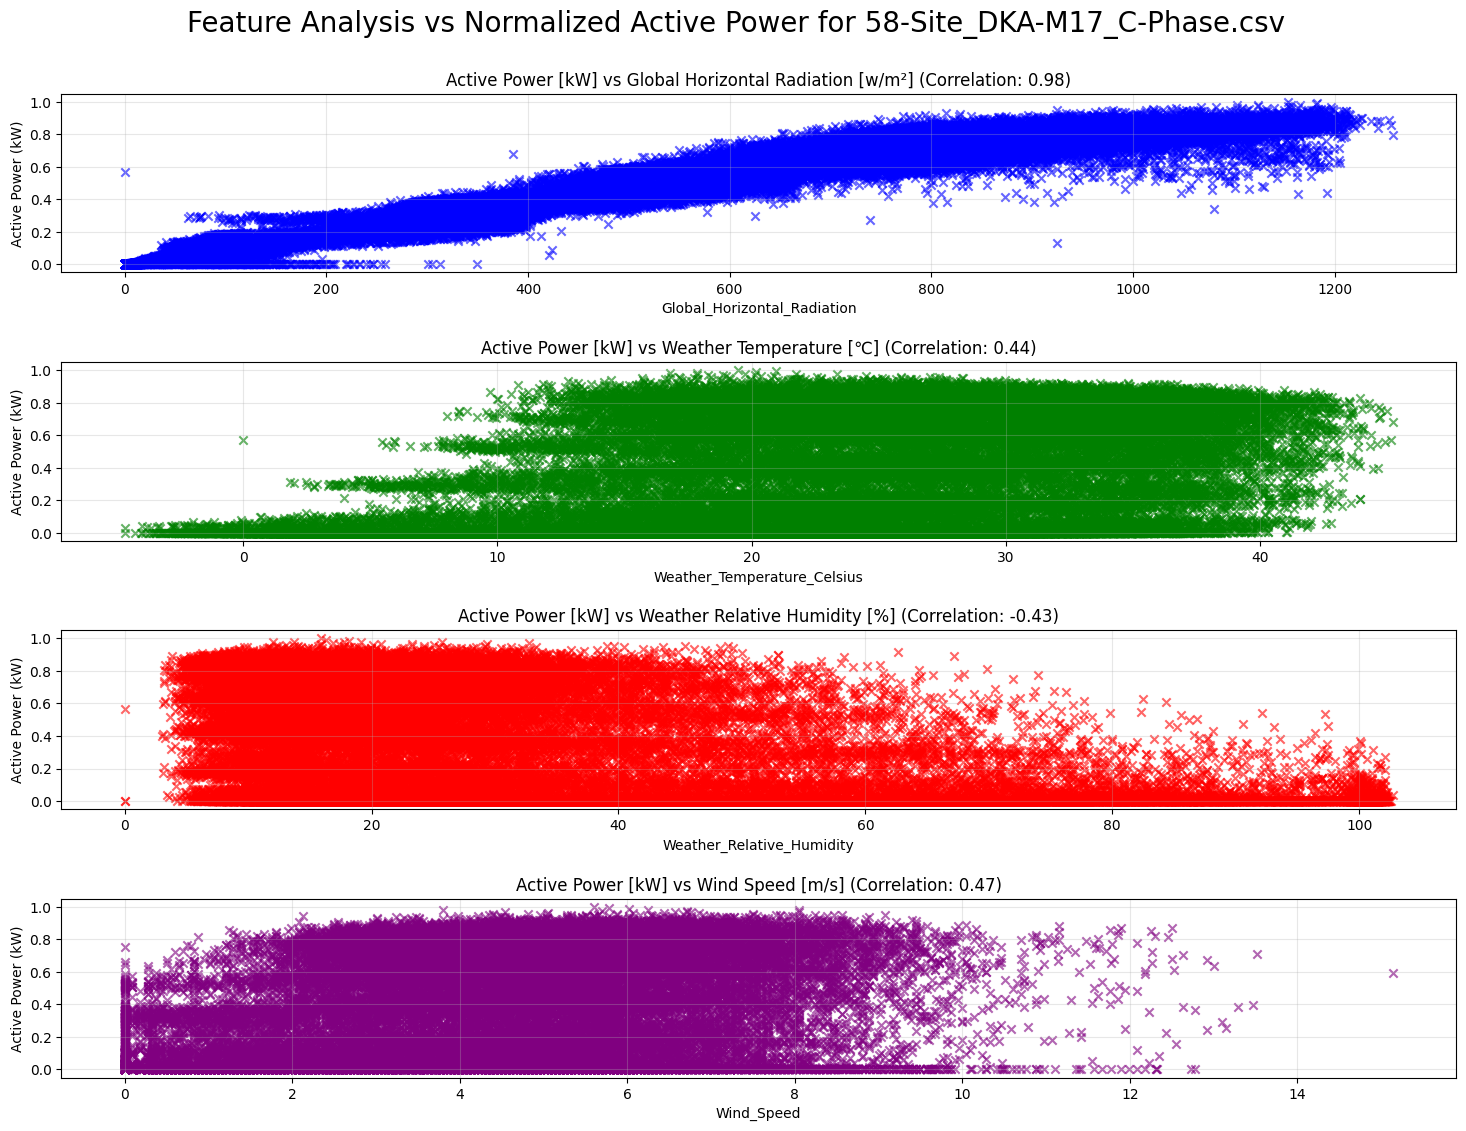 Feature Analysis vs Normalized Active Power for 58-Site_DKA-M17_C-Phase.csv
Active Power [kW] vs Global Horizontal Radiation [w/m²] (Correlation: 0.98)
Active Power (kW)
1.0
0.8
0.6
0.4
0.2
0.0
0 200 400 600 800 1000 1200
Global_Horizontal_Radiation
Active Power [kW] vs Weather Temperature [℃] (Correlation: 0.44)
Active Power (kW)
1.0
0.8
0.6
0.4
0.2
0.0
0 10 20 30 40
Weather_Temperature_Celsius
Active Power [kW] vs Weather Relative Humidity [%] (Correlation: -0.43)
Active Power (kW)
1.0
0.8
0.6
0.4
0.2
0.0
0 20 40 60 80 100
Weather_Relative_Humidity
Active Power [kW] vs Wind Speed [m/s] (Correlation: 0.47)
Active Power (kW)
1.0
0.8
0.6
0.4
0.2
0.0
0 2 4 6 8 10 12 14
Wind_Speed